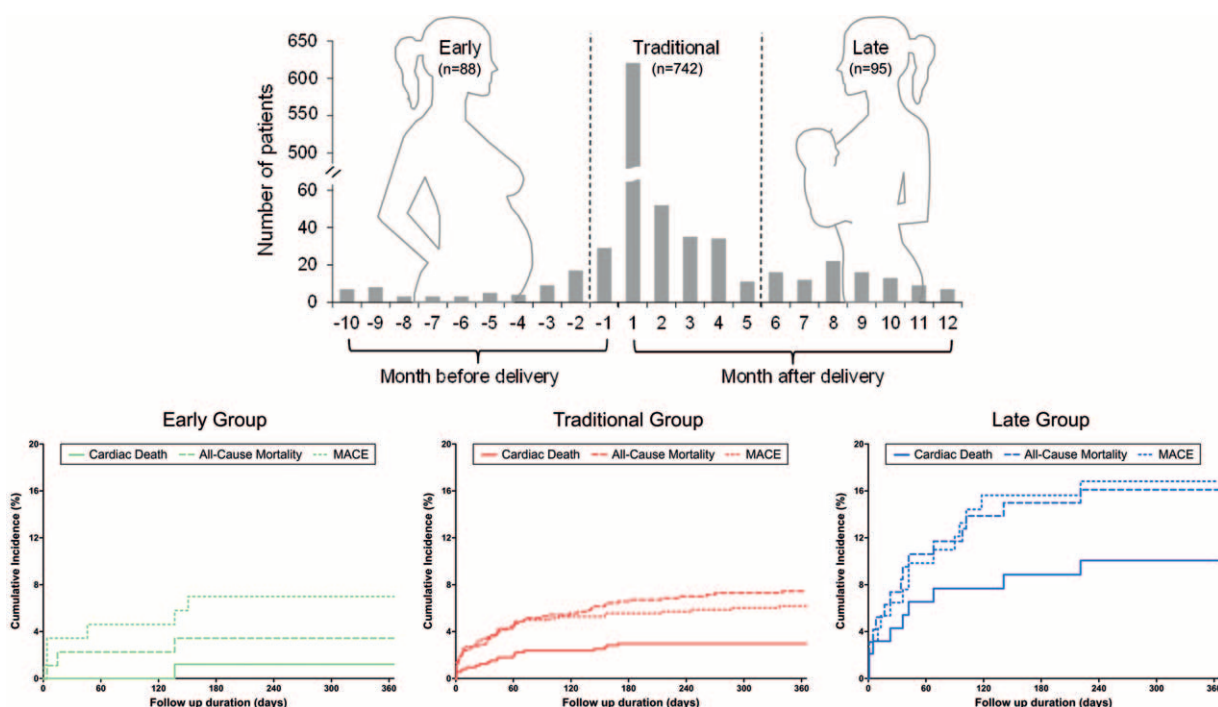 650
600
550
500
60
40
20
0
Number of patients
Early
(n=88)
Traditional
(n=742)
Late
(n=95)
-10 -9 -8 -7 -6 -5 -4 -3 -2 -1 1 2 3 4 5 6 7 8 9 10 11 12
Month before delivery
Month after delivery
Early Group
Cardiac Death All-Cause Mortality MACE
Cumulative Incidence (%)
20
16
12
8
4
0
0 60 120 180 240 300 360
Follow up duration (days)
Traditional Group
Cardiac Death All-Cause Mortality MACE
Cumulative Incidence (%)
20
16
12
8
4
0
0 60 120 180 240 300 360
Follow up duration (days)
Late Group
Cardiac Death All-Cause Mortality MACE
Cumulative Incidence (%)
20
16
12
8
4
0
0 60 120 180 240 300 360
Follow up duration (days)